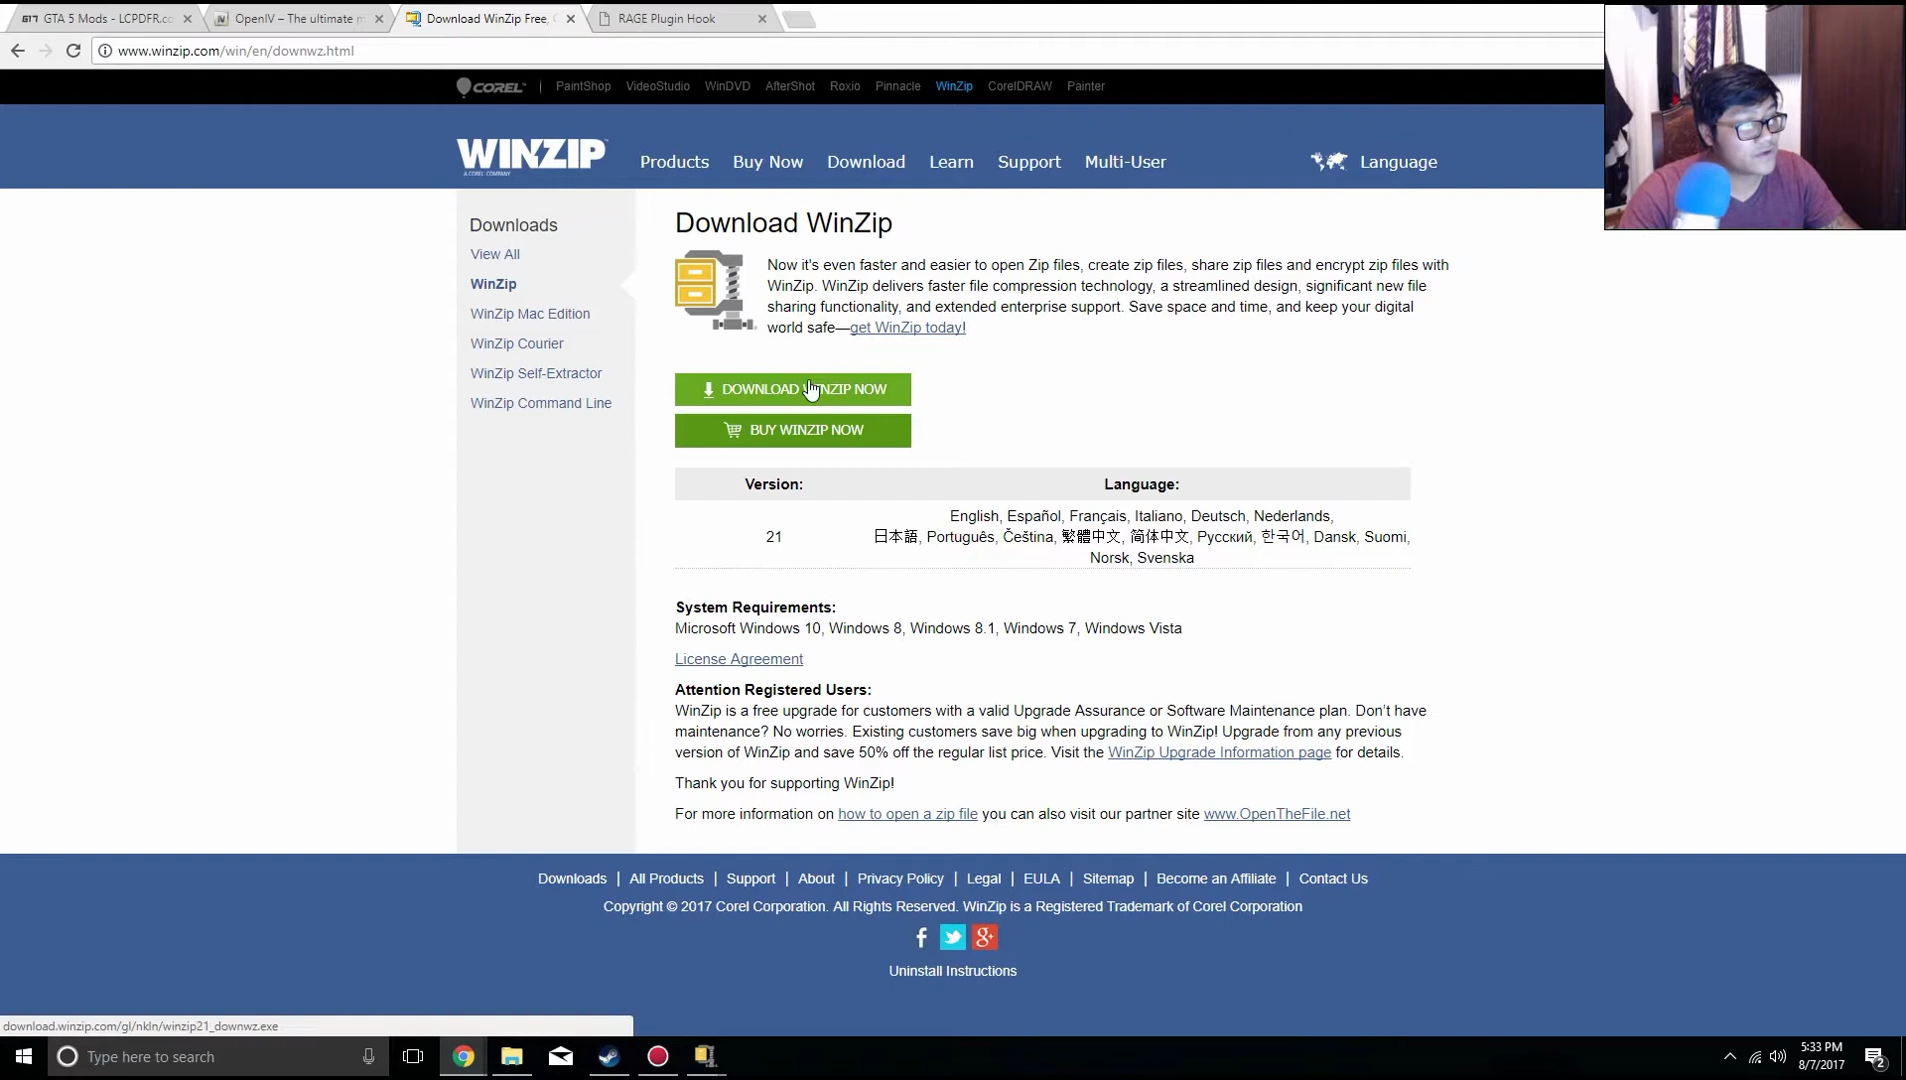 GTA 5 Mods - LCPDFR.co
OpenIV – The ultimate m
Download WinZip Free,
RAGE Plugin Hook
www.winzip.com/win/en/downwz.html
COREL
PaintShop VideoStudio WinDVD AfterShot Roxio Pinnacle WinZip CorelDRAW Painter
WINZIP
A COREL COMPANY
Products Buy Now Download Learn Support Multi-User Language
Downloads
View All
WinZip
WinZip Mac Edition
WinZip Courier
WinZip Self-Extractor
WinZip Command Line
Download WinZip
Now it's even faster and easier to open Zip files, create zip files, share zip files and encrypt zip files with
WinZip. WinZip delivers faster file compression technology, a streamlined design, significant new file
sharing functionality, and extended enterprise support. Save space and time, and keep your digital
world safe—get WinZip today!
DOWNLOAD WINZIP NOW
BUY WINZIP NOW
Version: Language:
21
English, Español, Français, Italiano, Deutsch, Nederlands,
日本語, Português, Čeština, 繁體中文, 简体中文, Русский, 한국어, Dansk, Suomi,
Norsk, Svenska
System Requirements:
Microsoft Windows 10, Windows 8, Windows 8.1, Windows 7, Windows Vista
License Agreement
Attention Registered Users:
WinZip is a free upgrade for customers with a valid Upgrade Assurance or Software Maintenance plan. Don't have
maintenance? No worries. Existing customers save big when upgrading to WinZip! Upgrade from any previous
version of WinZip and save 50% off the regular list price. Visit the WinZip Upgrade Information page for details.
Thank you for supporting WinZip!
For more information on how to open a zip file you can also visit our partner site www.OpenTheFile.net
Downloads | All Products | Support | About | Privacy Policy | Legal | EULA | Sitemap | Become an Affiliate | Contact Us
Copyright © 2017 Corel Corporation. All Rights Reserved. WinZip is a Registered Trademark of Corel Corporation
Uninstall Instructions
download.winzip.com/gl/nkln/winzip21_downwz.exe
Type here to search
5:33 PM
8/7/2017
2